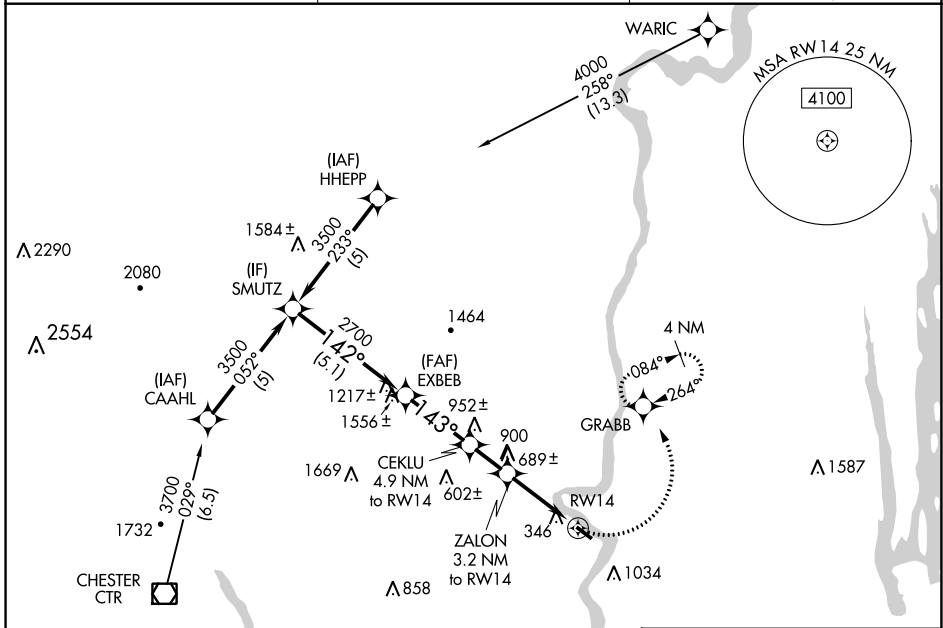 WARIC
4000
258°
(13.3)
MSA RW14 25 NM
4100
(IAF)
HHEPP
1584±
3500
233°
(5)
2290
2080
(IF)
SMUTZ
2554
2700
142°
(5.1)
1464
3500
052°
(5)
(IAF)
CAAHL
(FAF)
EXBEB
1217±
1556±
143°
952±
4 NM
084°
264°
GRABB
900
689±
CEKLU
4.9 NM
to RW14
1669
602±
1587
RW14
346
3700
029°
(6.5)
1732
ZALON
3.2 NM
to RW14
CHESTER
CTR
858
1034